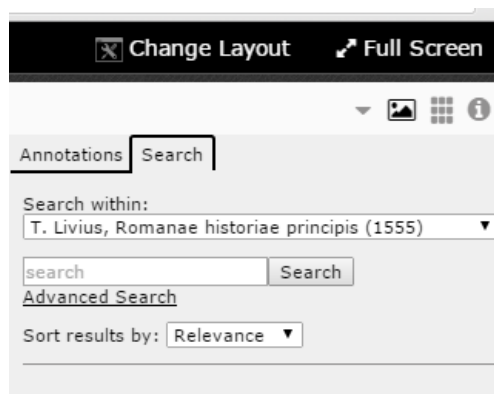 Change Layout Full Screen
Annotations Search
Search within:
T. Livius, Romanae historiae principis (1555)
search Search
Advanced Search
Sort results by: Relevance